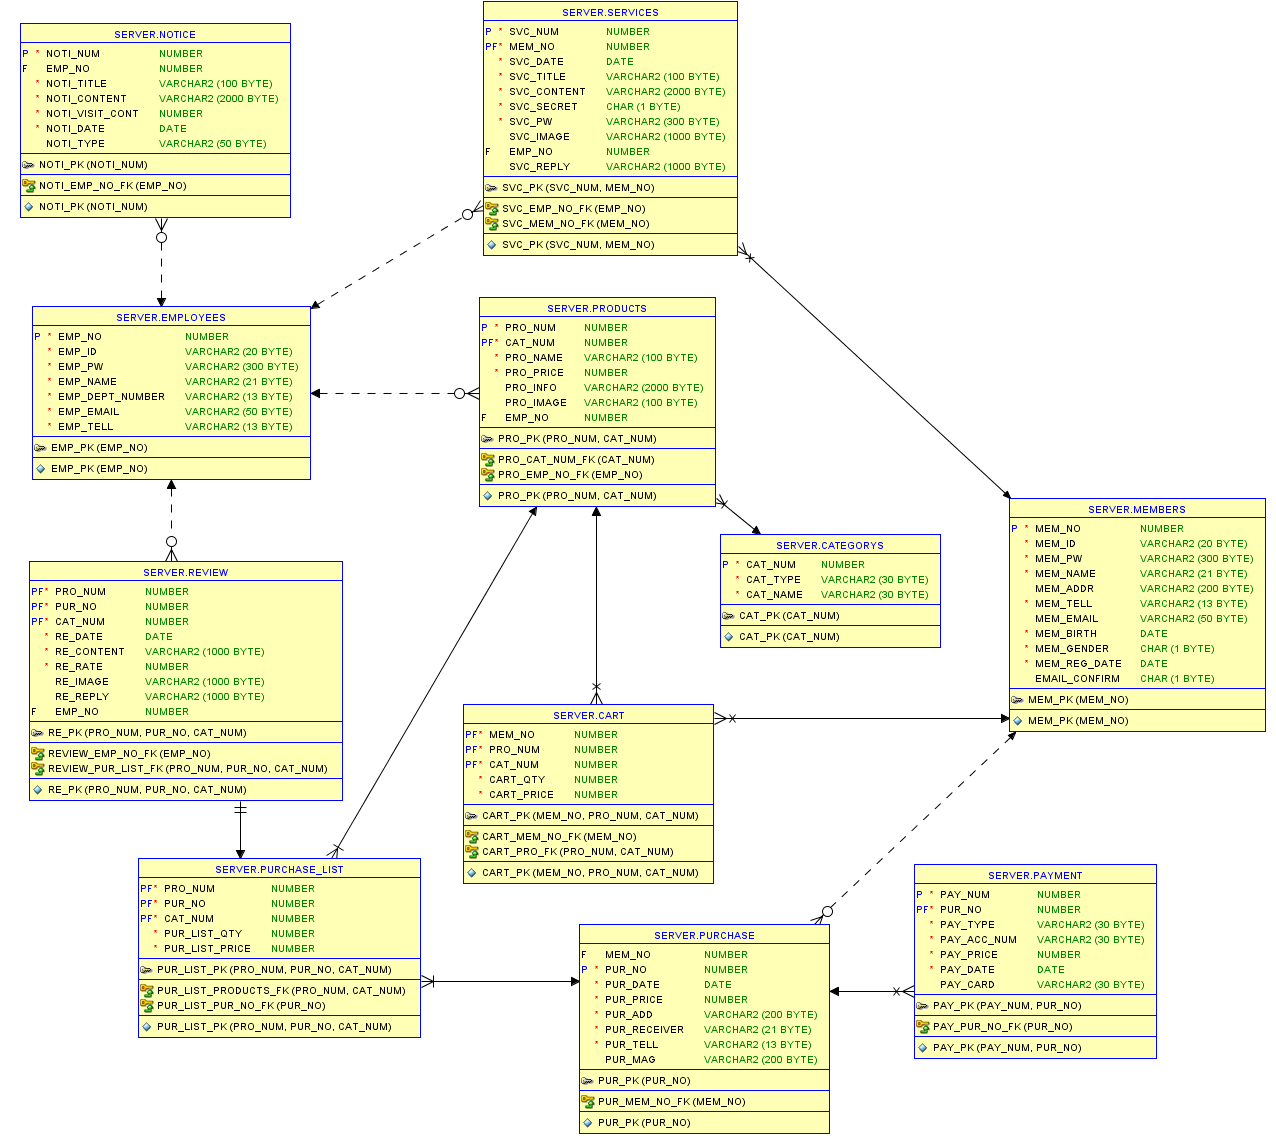 SERVER.NOTICE
P * NOTI_NUM NUMBER
F EMP_NO NUMBER
* NOTI_TITLE VARCHAR2 (100 BYTE)
* NOTI_CONTENT VARCHAR2 (2000 BYTE)
* NOTI_VISIT_CONT NUMBER
* NOTI_DATE DATE
NOTI_TYPE VARCHAR2 (50 BYTE)
NOTI_PK (NOTI_NUM)
NOTI_EMP_NO_FK (EMP_NO)
NOTI_PK (NOTI_NUM)
SERVER.SERVICES
P * SVC_NUM NUMBER
PF* MEM_NO NUMBER
* SVC_DATE DATE
* SVC_TITLE VARCHAR2 (100 BYTE)
* SVC_CONTENT VARCHAR2 (2000 BYTE)
* SVC_SECRET CHAR (1 BYTE)
* SVC_PW VARCHAR2 (300 BYTE)
SVC_IMAGE VARCHAR2 (1000 BYTE)
F EMP_NO NUMBER
SVC_REPLY VARCHAR2 (1000 BYTE)
SVC_PK (SVC_NUM, MEM_NO)
SVC_EMP_NO_FK (EMP_NO)
SVC_MEM_NO_FK (MEM_NO)
SVC_PK (SVC_NUM, MEM_NO)
SERVER.EMPLOYEES
P * EMP_NO NUMBER
* EMP_ID VARCHAR2 (20 BYTE)
* EMP_PW VARCHAR2 (300 BYTE)
* EMP_NAME VARCHAR2 (21 BYTE)
* EMP_DEPT_NUMBER VARCHAR2 (13 BYTE)
* EMP_EMAIL VARCHAR2 (50 BYTE)
* EMP_TELL VARCHAR2 (13 BYTE)
EMP_PK (EMP_NO)
EMP_PK (EMP_NO)
SERVER.PRODUCTS
P * PRO_NUM NUMBER
PF* CAT_NUM NUMBER
* PRO_NAME VARCHAR2 (100 BYTE)
* PRO_PRICE NUMBER
PRO_INFO VARCHAR2 (2000 BYTE)
PRO_IMAGE VARCHAR2 (100 BYTE)
F EMP_NO NUMBER
PRO_PK (PRO_NUM, CAT_NUM)
PRO_CAT_NUM_FK (CAT_NUM)
PRO_EMP_NO_FK (EMP_NO)
PRO_PK (PRO_NUM, CAT_NUM)
SERVER.CATEGORYS
P * CAT_NUM NUMBER
* CAT_TYPE VARCHAR2 (30 BYTE)
* CAT_NAME VARCHAR2 (30 BYTE)
CAT_PK (CAT_NUM)
CAT_PK (CAT_NUM)
SERVER.MEMBERS
P * MEM_NO NUMBER
* MEM_ID VARCHAR2 (20 BYTE)
* MEM_PW VARCHAR2 (300 BYTE)
* MEM_NAME VARCHAR2 (21 BYTE)
MEM_ADDR VARCHAR2 (200 BYTE)
* MEM_TELL VARCHAR2 (13 BYTE)
MEM_EMAIL VARCHAR2 (50 BYTE)
* MEM_BIRTH DATE
* MEM_GENDER CHAR (1 BYTE)
* MEM_REG_DATE DATE
EMAIL_CONFIRM CHAR (1 BYTE)
MEM_PK (MEM_NO)
MEM_PK (MEM_NO)
SERVER.REVIEW
PF* PRO_NUM NUMBER
PF* PUR_NO NUMBER
PF* CAT_NUM NUMBER
* RE_DATE DATE
* RE_CONTENT VARCHAR2 (1000 BYTE)
* RE_RATE NUMBER
RE_IMAGE VARCHAR2 (1000 BYTE)
RE_REPLY VARCHAR2 (1000 BYTE)
F EMP_NO NUMBER
RE_PK (PRO_NUM, PUR_NO, CAT_NUM)
REVIEW_EMP_NO_FK (EMP_NO)
REVIEW_PUR_LIST_FK (PRO_NUM, PUR_NO, CAT_NUM)
RE_PK (PRO_NUM, PUR_NO, CAT_NUM)
SERVER.CART
PF* MEM_NO NUMBER
PF* PRO_NUM NUMBER
PF* CAT_NUM NUMBER
* CART_QTY NUMBER
* CART_PRICE NUMBER
CART_PK (MEM_NO, PRO_NUM, CAT_NUM)
CART_MEM_NO_FK (MEM_NO)
CART_PRO_FK (PRO_NUM, CAT_NUM)
CART_PK (MEM_NO, PRO_NUM, CAT_NUM)
SERVER.PURCHASE_LIST
PF* PRO_NUM NUMBER
PF* PUR_NO NUMBER
PF* CAT_NUM NUMBER
* PUR_LIST_QTY NUMBER
* PUR_LIST_PRICE NUMBER
PUR_LIST_PK (PRO_NUM, PUR_NO, CAT_NUM)
PUR_LIST_PRODUCTS_FK (PRO_NUM, CAT_NUM)
PUR_LIST_PUR_NO_FK (PUR_NO)
PUR_LIST_PK (PRO_NUM, PUR_NO, CAT_NUM)
SERVER.PURCHASE
F MEM_NO NUMBER
P * PUR_NO NUMBER
* PUR_DATE DATE
* PUR_PRICE NUMBER
* PUR_ADD VARCHAR2 (200 BYTE)
* PUR_RECEIVER VARCHAR2 (21 BYTE)
* PUR_TELL VARCHAR2 (13 BYTE)
PUR_MAG VARCHAR2 (200 BYTE)
PUR_PK (PUR_NO)
PUR_MEM_NO_FK (MEM_NO)
PUR_PK (PUR_NO)
SERVER.PAYMENT
P * PAY_NUM NUMBER
PF* PUR_NO NUMBER
* PAY_TYPE VARCHAR2 (30 BYTE)
* PAY_ACC_NUM VARCHAR2 (30 BYTE)
* PAY_PRICE NUMBER
* PAY_DATE DATE
PAY_CARD VARCHAR2 (30 BYTE)
PAY_PK (PAY_NUM, PUR_NO)
PAY_PUR_NO_FK (PUR_NO)
PAY_PK (PAY_NUM, PUR_NO)